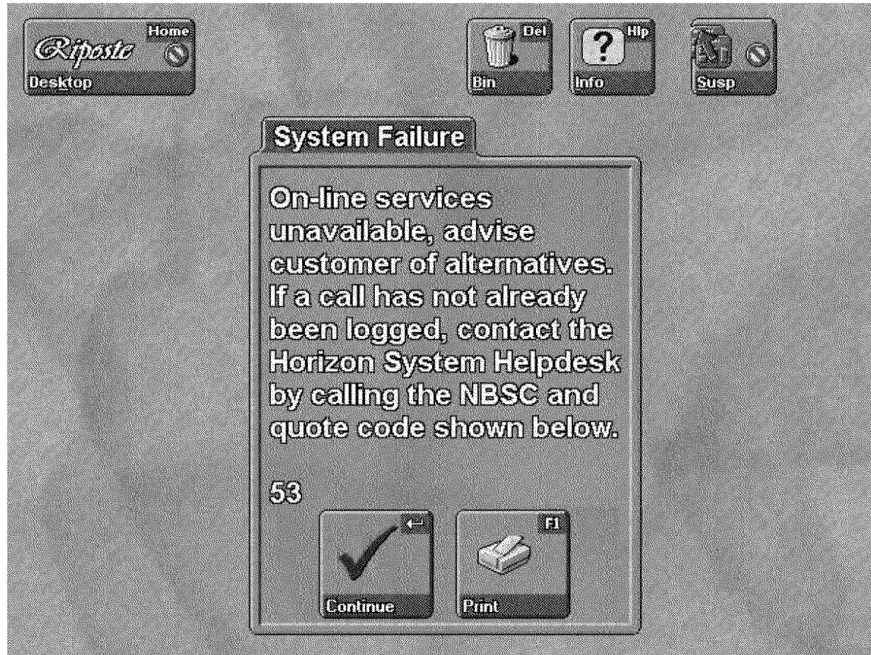 Riposte Home
Desktop
Del
Bin
Hlp
?
Info
Susp
System Failure
On-line services
unavailable, advise
customer of alternatives.
If a call has not already
been logged, contact the
Horizon System Helpdesk
by calling the NBSC and
quote code shown below.
53
Continue
F1
Print